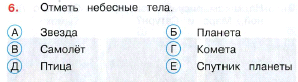 6. Отметь небесные тела.
А Звезда Б Планета
В Самолёт Г Комета
Д Птица Е Спутник планеты